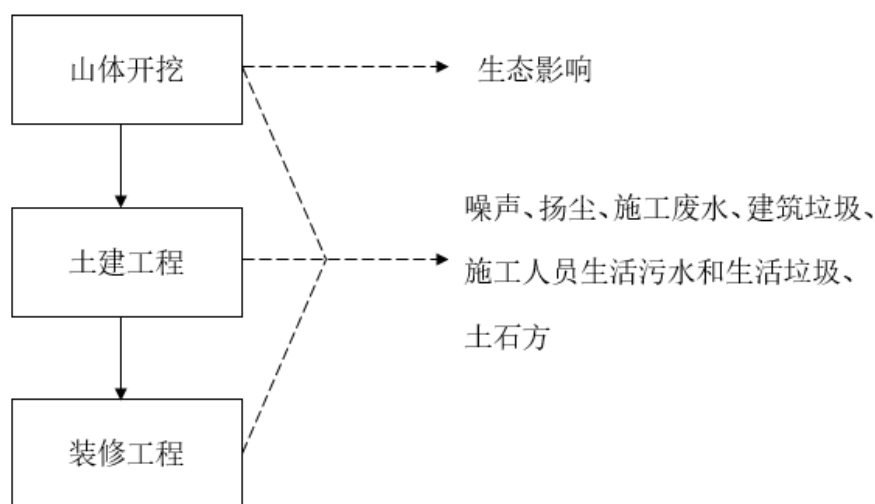 山体开挖
生态影响
噪声、扬尘、施工废水、建筑垃圾、
土建工程
施工人员生活污水和生活垃圾、
土石方
装修工程